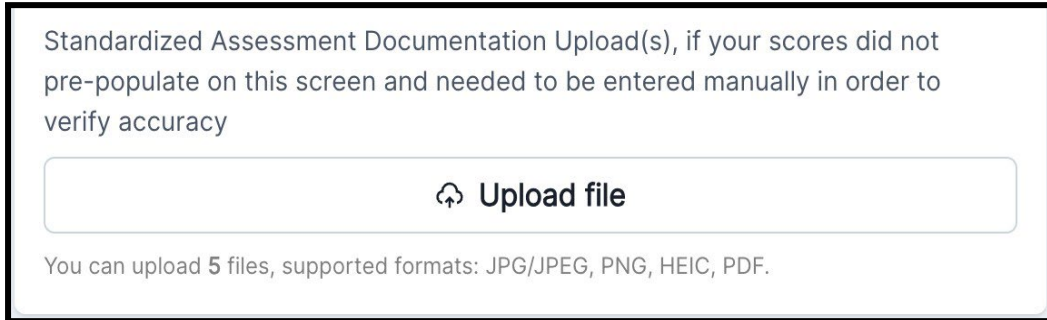 Standardized Assessment Documentation Upload(s), if your scores did not
pre-populate on this screen and needed to be entered manually in order to
verify accuracy
Upload file
You can upload 5 files, supported formats: JPG/JPEG, PNG, HEIC, PDF.